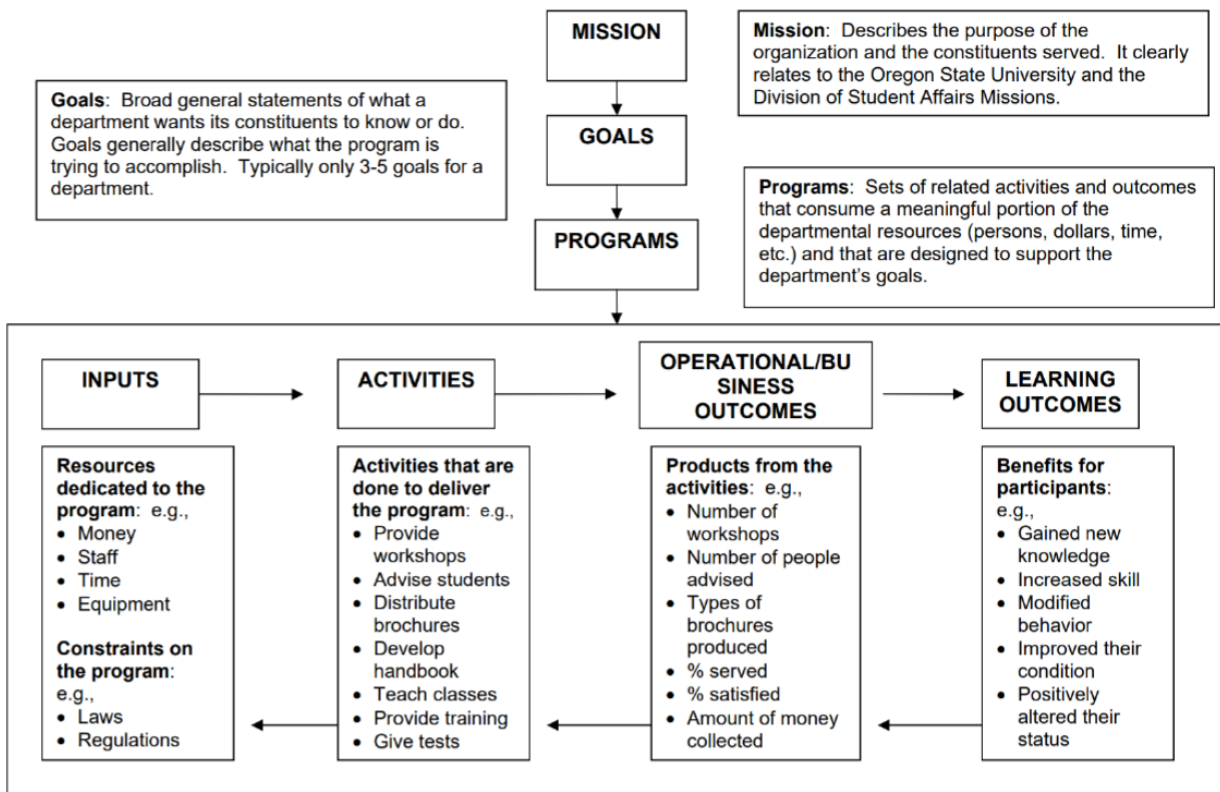 MISSION
Mission: Describes the purpose of the
organization and the constituents served. It clearly
relates to the Oregon State University and the
Division of Student Affairs Missions.
Goals: Broad general statements of what a
department wants its constituents to know or do.
Goals generally describe what the program is
trying to accomplish. Typically only 3-5 goals for a
department.
GOALS
Programs: Sets of related activities and outcomes
that consume a meaningful portion of the
departmental resources (persons, dollars, time,
etc.) and that are designed to support the
department's goals.
PROGRAMS
INPUTS
ACTIVITIES
OPERATIONAL/BU
SINESS
OUTCOMES
LEARNING
OUTCOMES
Resources
dedicated to the
program: e.g.,
• Money
• Staff
• Time
• Equipment
Constraints on
the program:
e.g.,
• Laws
• Regulations
Activities that are
done to deliver
the program: e.g.,
• Provide
workshops
• Advise students
• Distribute
brochures
• Develop
handbook
• Teach classes
• Provide training
• Give tests
Products from the
activities: e.g.,
• Number of
workshops
• Number of people
advised
• Types of
brochures
produced
• % served
• % satisfied
• Amount of money
collected
Benefits for
participants:
e.g.,
• Gained new
knowledge
• Increased skill
• Modified
behavior
• Improved their
condition
• Positively
altered their
status